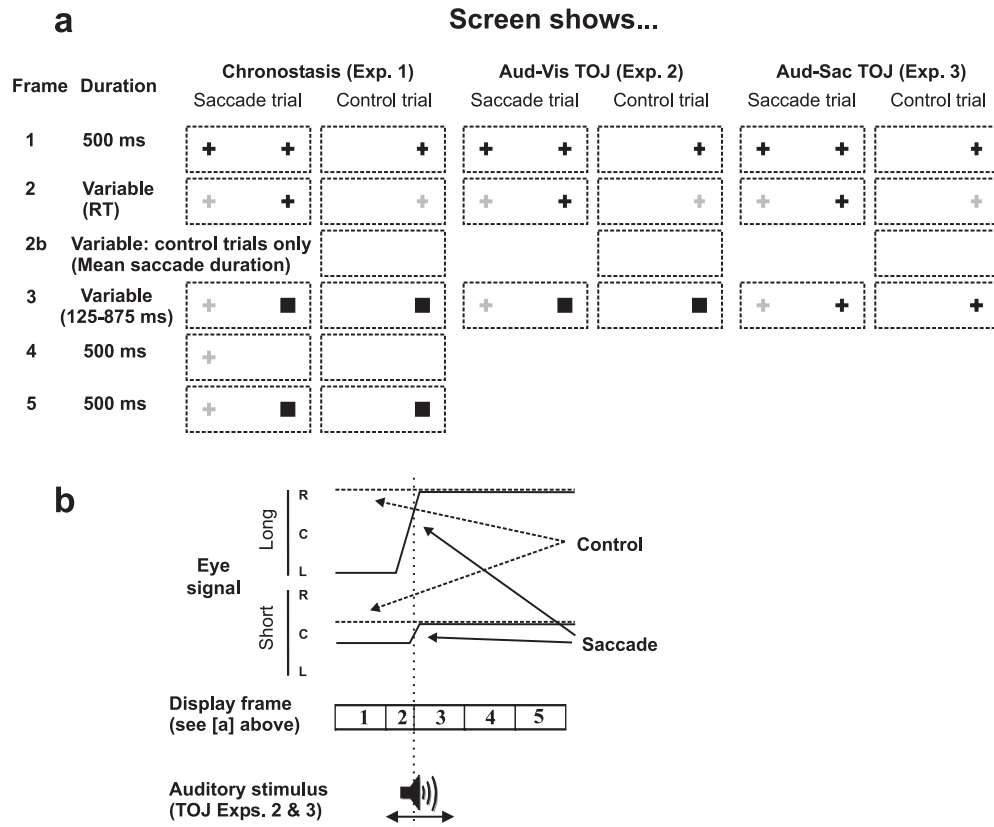 a
Screen shows...
Chronostasis (Exp. 1) Aud-Vis TOJ (Exp. 2) Aud-Sac TOJ (Exp. 3)
Frame Duration
Saccade trial Control trial Saccade trial Control trial Saccade trial Control trial
1 500 ms
2 Variable
(RT)
2b Variable: control trials only
(Mean saccade duration)
3 Variable
(125-875 ms)
4 500 ms
5 500 ms
b
Eye
signal
Long
R
C
L
Short
R
C
L
Control
Saccade
Display frame
(see [a] above)
1 2 3 4 5
Auditory stimulus
(TOJ Exps. 2 & 3)